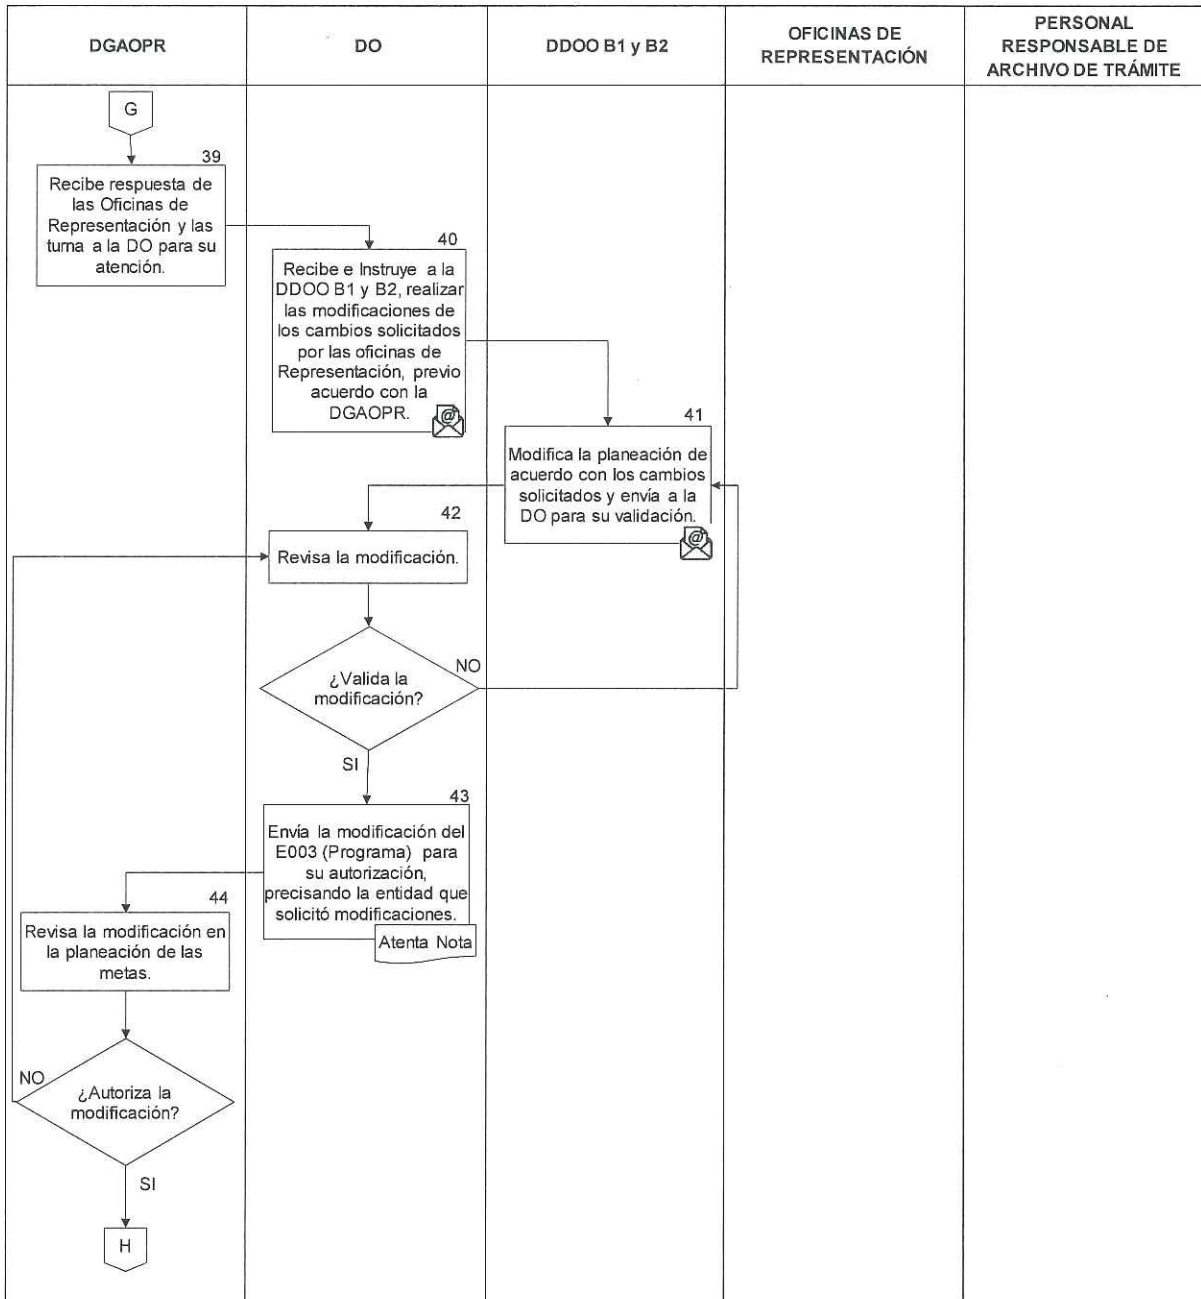 DGAOPR
DO
DDOO B1 y B2
OFICINAS DE
REPRESENTACIÓN
PERSONAL
RESPONSABLE DE
ARCHIVO DE TRÁMITE
G
39
Recibe respuesta de
las Oficinas de
Representación y las
turna a la DO para su
atención.
40
Recibe e Instruye a la
DDOO B1 y B2, realizar
las modificaciones de
los cambios solicitados
por las oficinas de
Representación, previo
acuerdo con la
DGAOPR.
@
41
Modifica la planeación de
acuerdo con los cambios
solicitados y envía a la
DO para su validación.
@
42
Revisa la modificación.
¿Valida la
modificación?
NO
SI
43
Envía la modificación del
E003 (Programa) para
su autorización,
precisando la entidad que
solicitó modificaciones.
Atenta Nota
44
Revisa la modificación en
la planeación de las
metas.
NO
¿Autoriza la
modificación?
SI
H